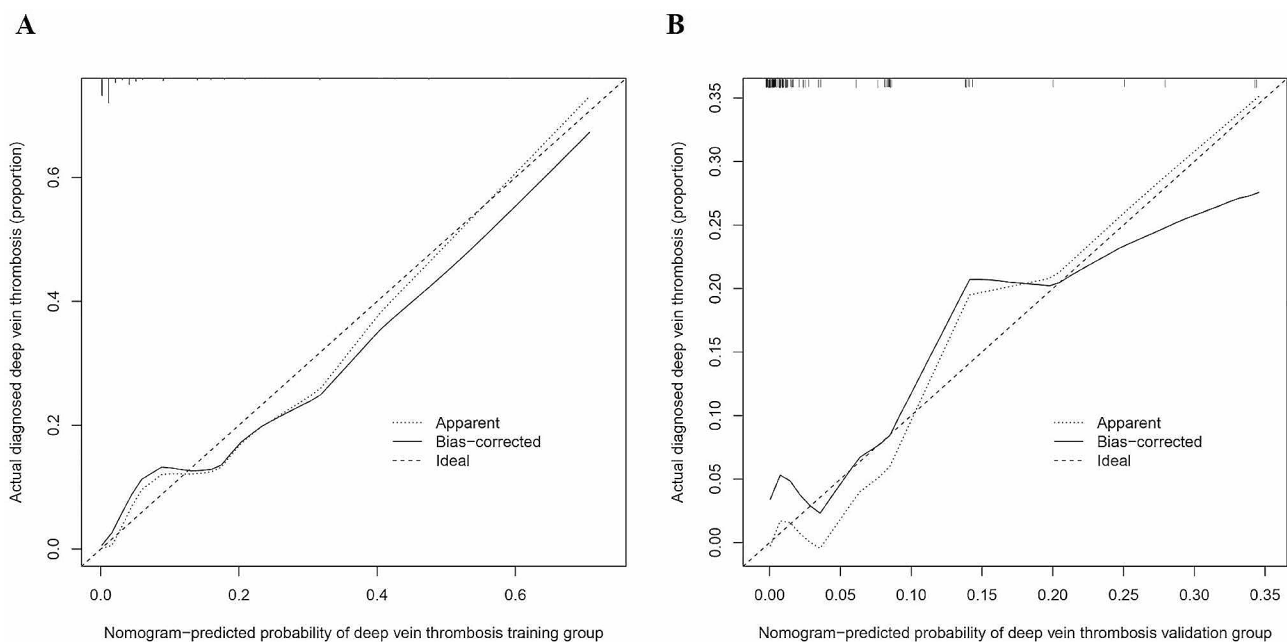 A
Actual diagnosed deep vein thrombosis (proportion)
0.6
0.4
0.2
0.0
Apparent
Bias−corrected
Ideal
0.0 0.2 0.4 0.6
Nomogram−predicted probability of deep vein thrombosis training group
B
Actual diagnosed deep vein thrombosis (proportion)
0.35
0.30
0.25
0.20
0.15
0.10
0.05
0.00
Apparent
Bias−corrected
Ideal
0.00 0.05 0.10 0.15 0.20 0.25 0.30 0.35
Nomogram−predicted probability of deep vein thrombosis validation group